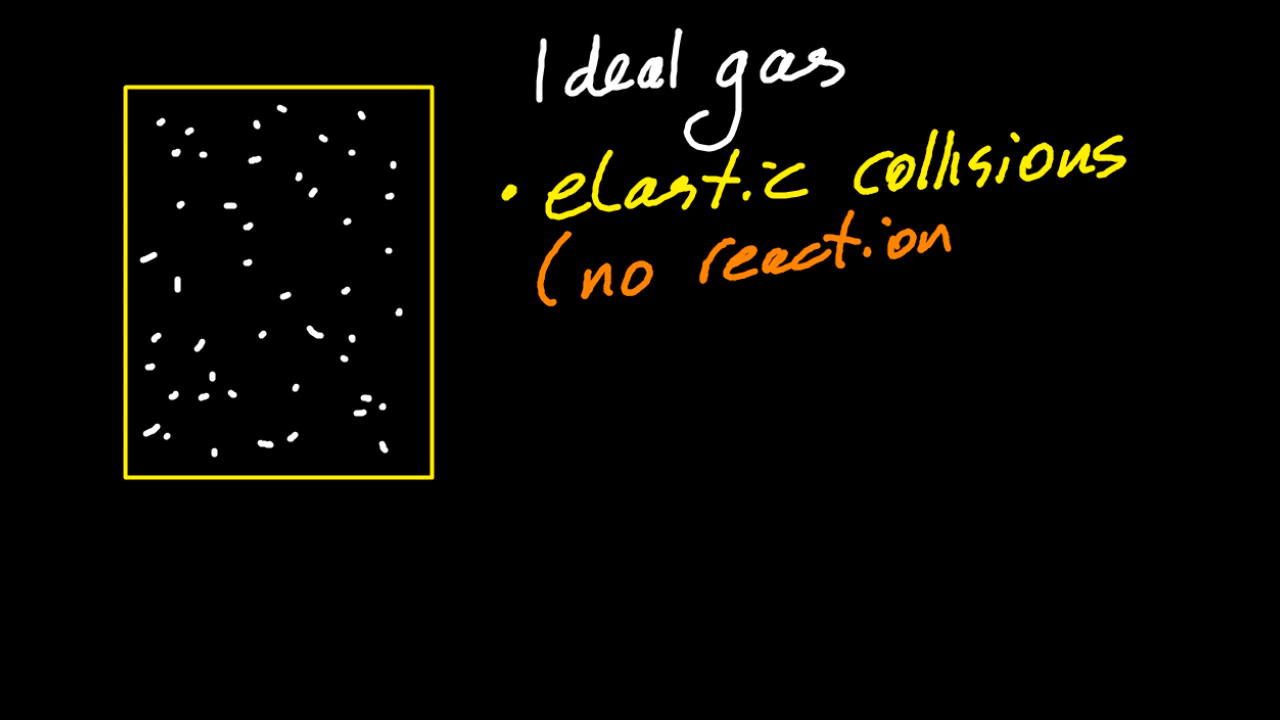 Ideal gas
• elastic collisions
(no reaction